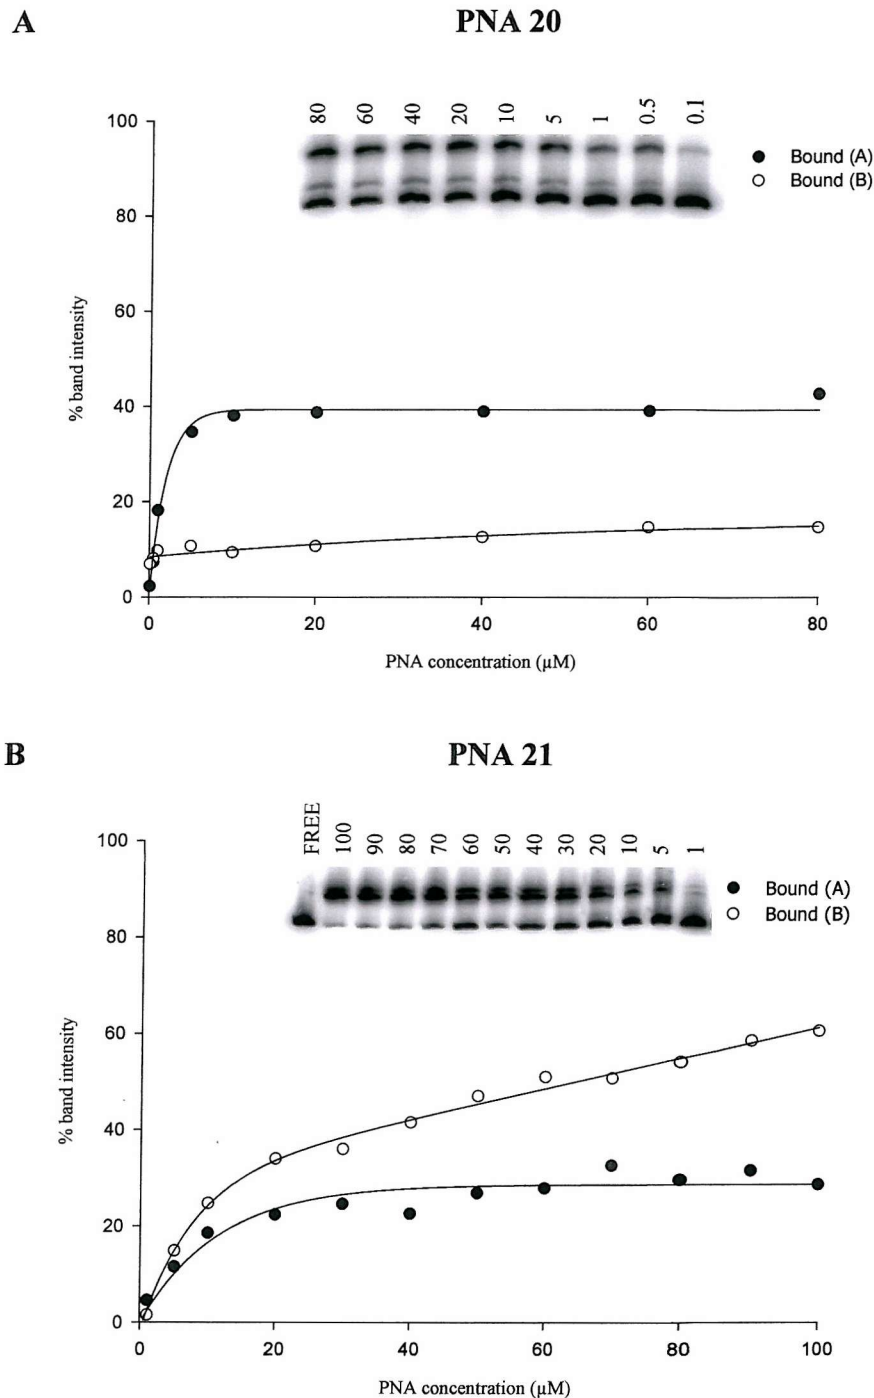 A
PNA 20
80 60 40 20 10 5 1 0.5 0.1
Bound (A)
Bound (B)
100
80
60
40
20
0
% band intensity
0 20 40 60 80
PNA concentration (µM)
B
PNA 21
FREE 100 90 80 70 60 50 40 30 20 10 5 1
Bound (A)
Bound (B)
100
80
60
40
20
0
% band intensity
0 20 40 60 80 100
PNA concentration (µM)